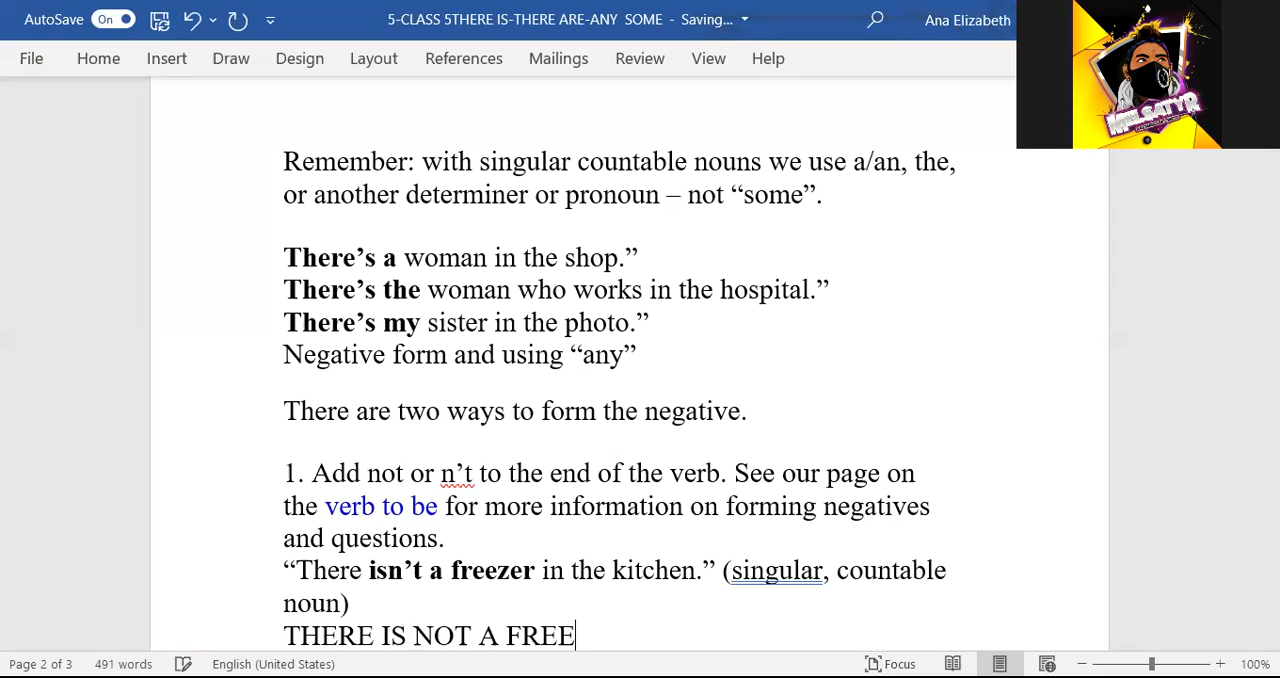 AutoSave On 5-CLASS 5THERE IS-THERE ARE-ANY SOME - Saving... Ana Elizabeth
File Home Insert Draw Design Layout References Mailings Review View Help
Remember: with singular countable nouns we use a/an, the,
or another determiner or pronoun – not “some”.
There’s a woman in the shop.”
There’s the woman who works in the hospital.”
There’s my sister in the photo.”
Negative form and using “any”
There are two ways to form the negative.
1. Add not or n’t to the end of the verb. See our page on
the verb to be for more information on forming negatives
and questions.
“There isn’t a freezer in the kitchen.” (singular, countable
noun)
THERE IS NOT A FREE
Page 2 of 3 491 words English (United States) Focus 100%